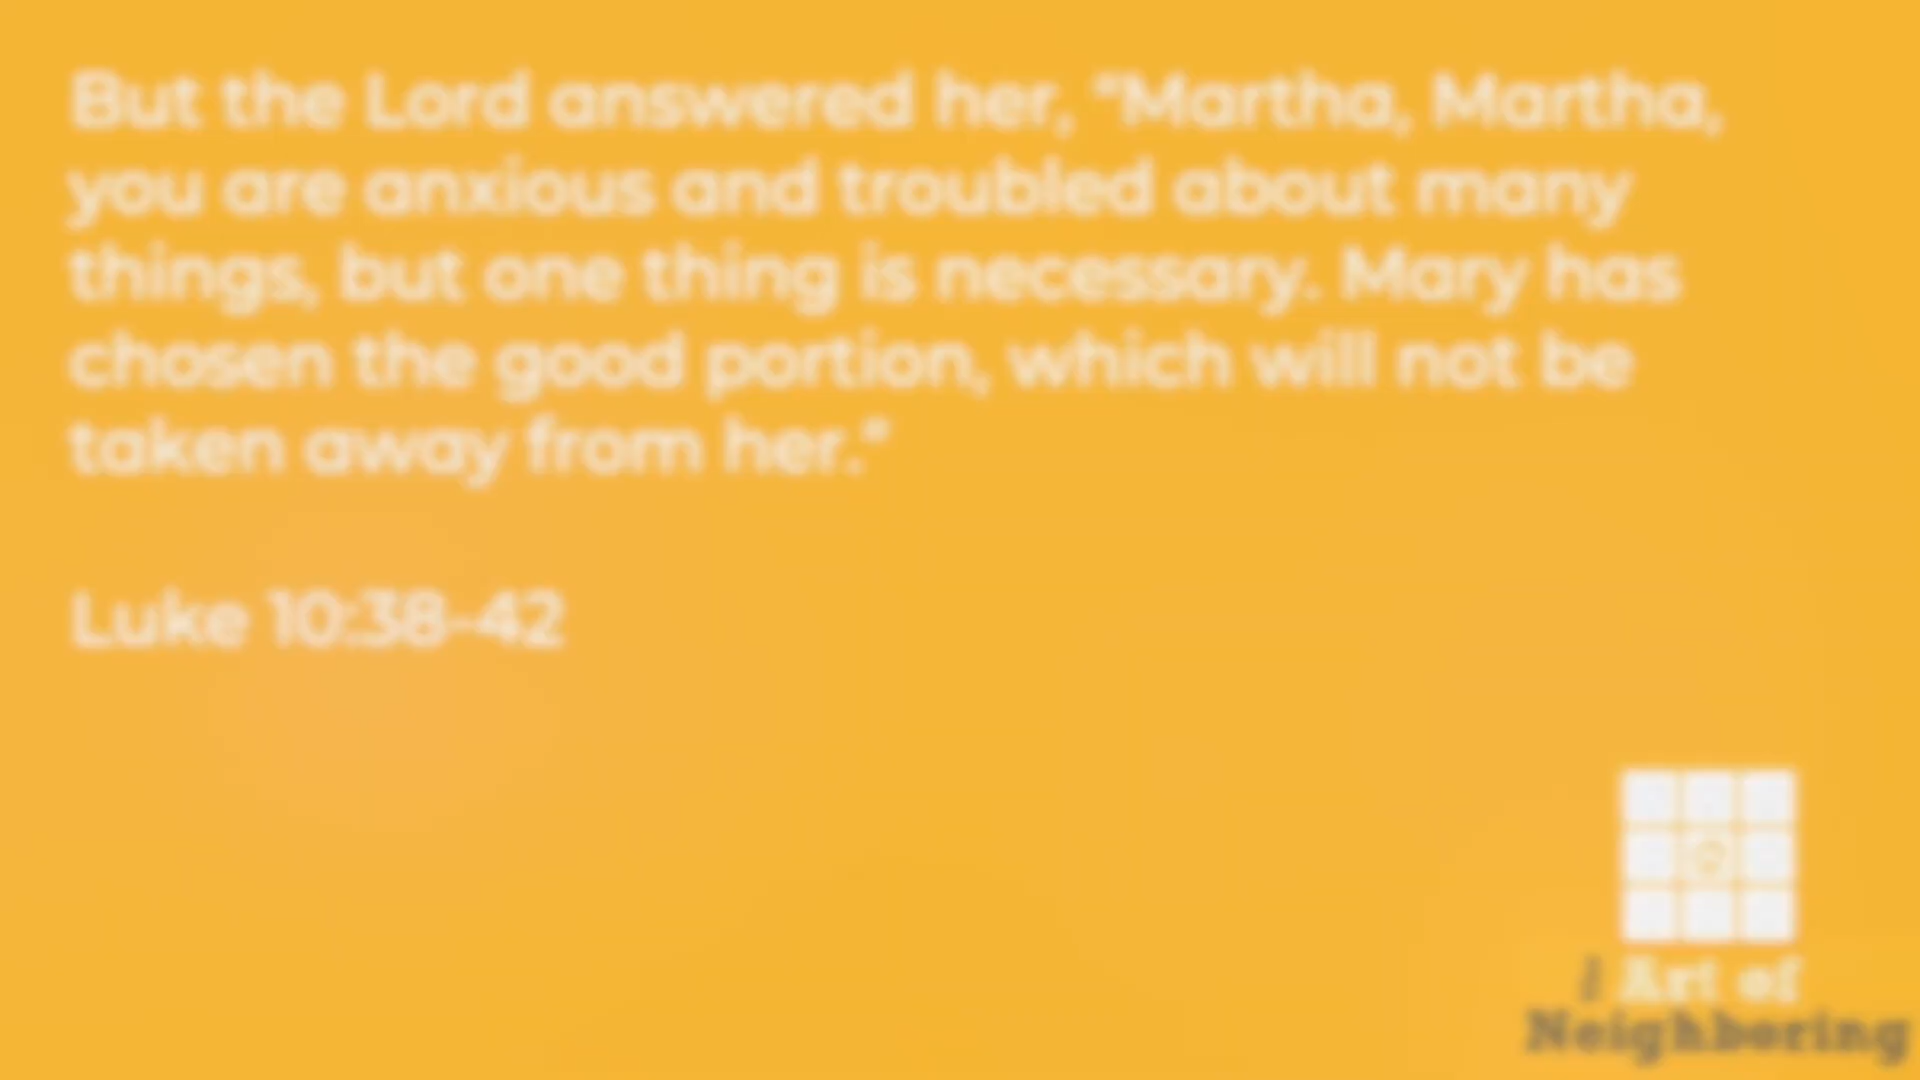 But the Lord answered her, "Martha, Martha,
you are anxious and troubled about many
things, but one thing is necessary. Mary has
chosen the good portion, which will not be
taken away from her."
Luke 10:38-42
Art of
Neighboring